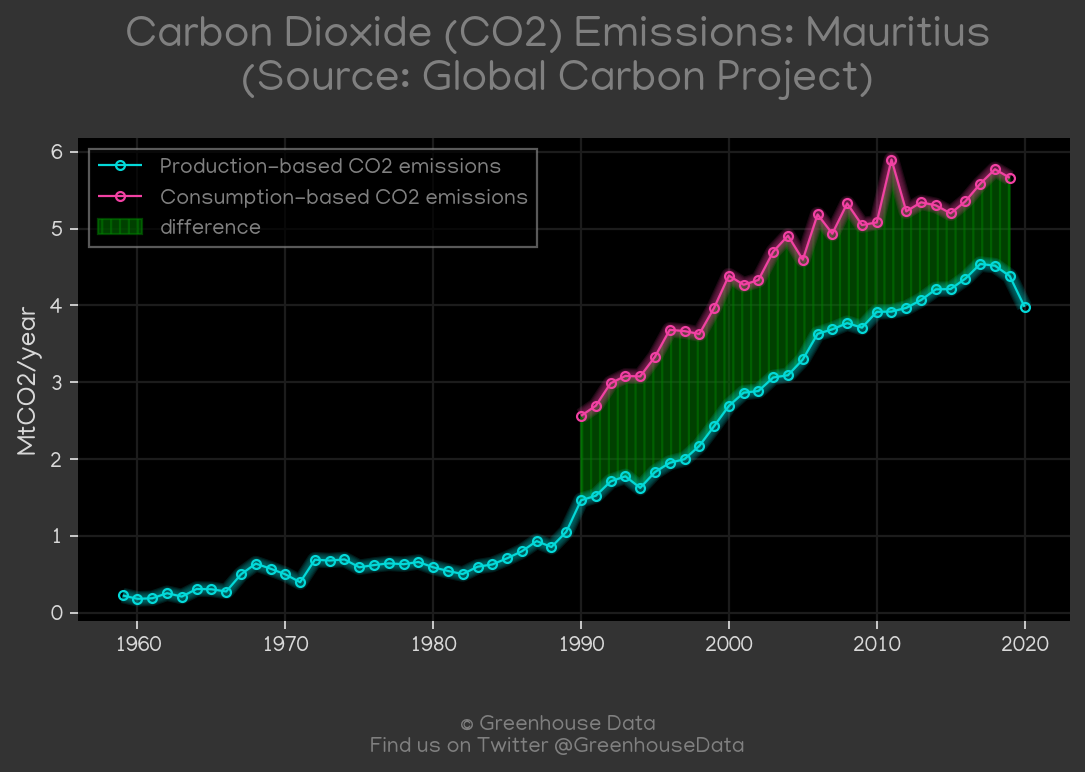 Carbon Dioxide (CO2) Emissions: Mauritius
(Source: Global Carbon Project)
Production-based CO2 emissions
Consumption-based CO2 emissions
difference
MtCO2/year
6
5
4
3
2
1
0
1960 1970 1980 1990 2000 2010 2020
© Greenhouse Data
Find us on Twitter @GreenhouseData